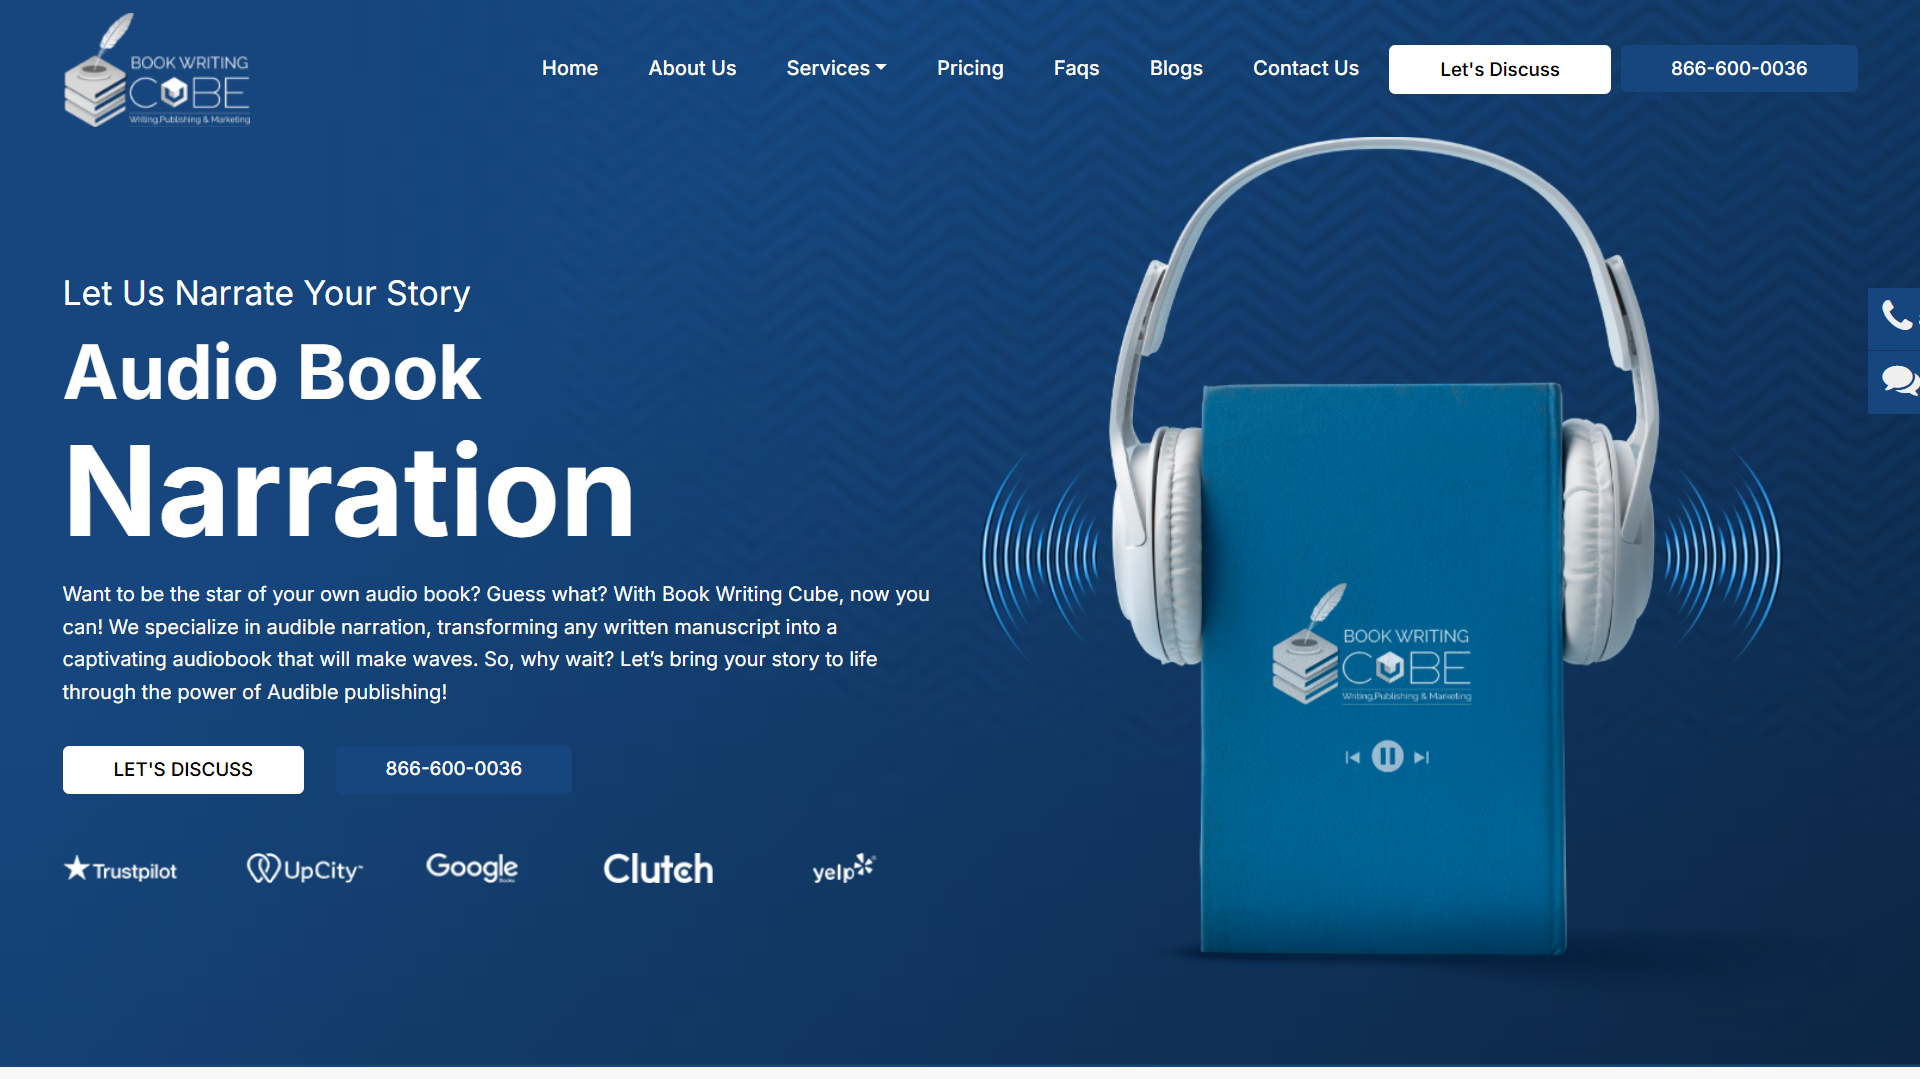 BOOK WRITING
CUBE
Writing,Publishing & Marketing
Home
About Us
Services
Pricing
Faqs
Blogs
Contact Us
Let's Discuss
866-600-0036
Let Us Narrate Your Story
Audio Book
Narration
Want to be the star of your own audio book? Guess what? With Book Writing Cube, now you
can! We specialize in audible narration, transforming any written manuscript into a
captivating audiobook that will make waves. So, why wait? Let’s bring your story to life
through the power of Audible publishing!
LET'S DISCUSS
866-600-0036
Trustpilot
UpCity
Google
Books
Clutch
yelp
BOOK WRITING
CUBE
Writing,Publishing & Marketing